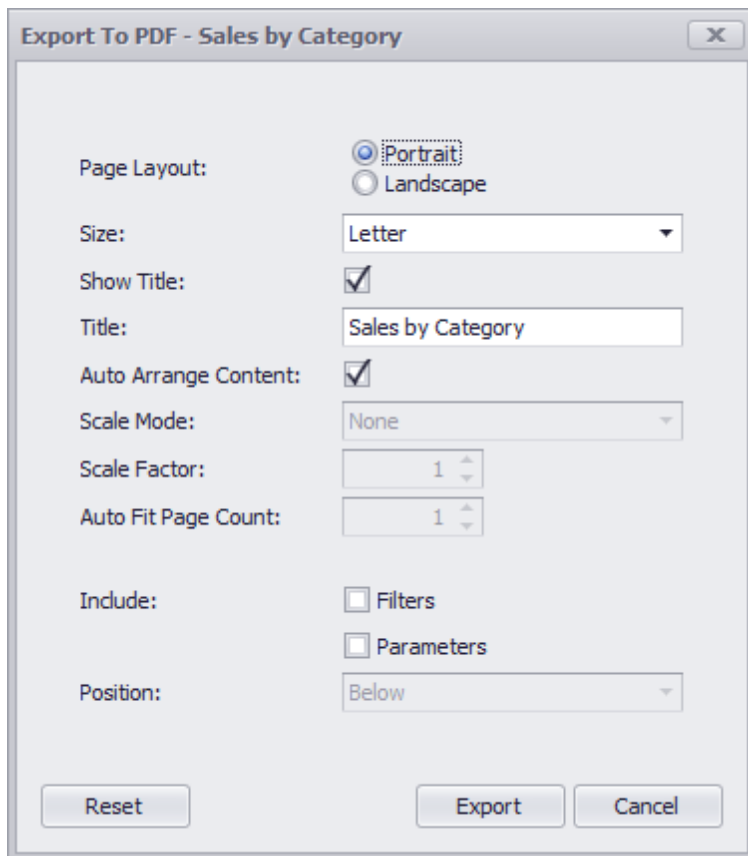 Export To PDF - Sales by Category
Page Layout:
Portrait
Landscape
Size: Letter
Show Title:
Title: Sales by Category
Auto Arrange Content:
Scale Mode: None
Scale Factor: 1
Auto Fit Page Count: 1
Include: Filters
Parameters
Position: Below
Reset Export Cancel